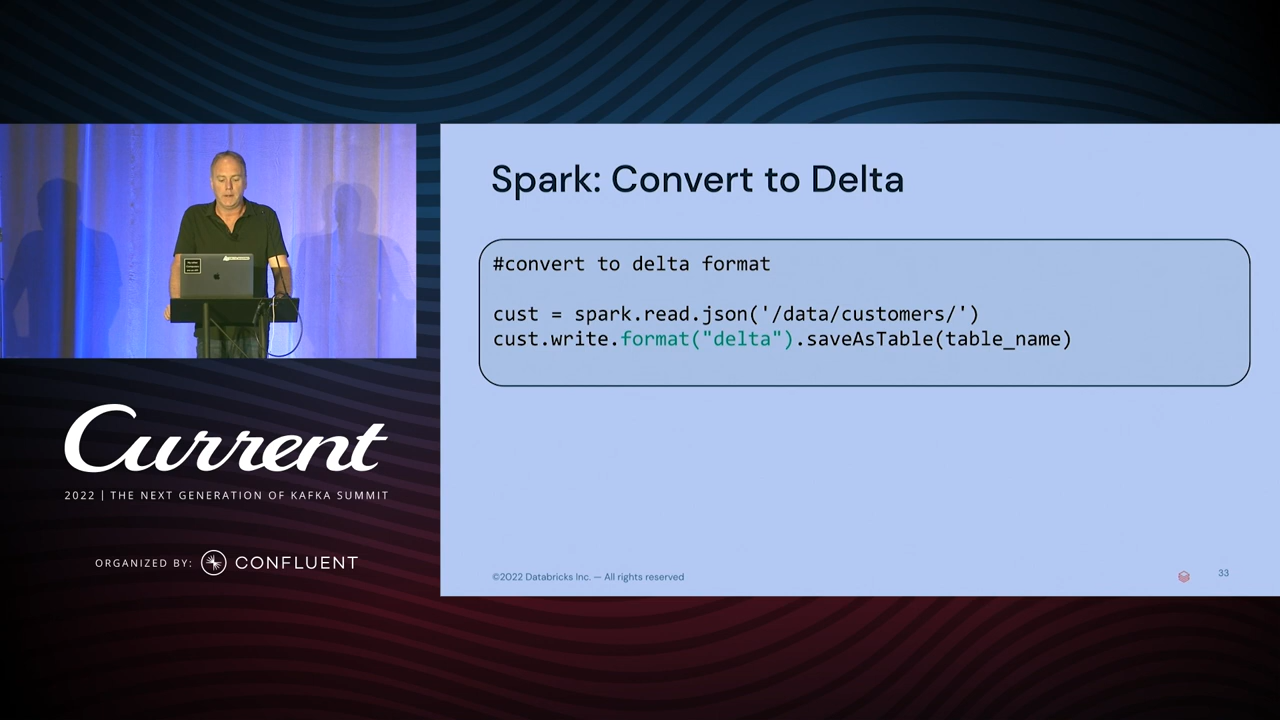 Spark: Convert to Delta
#convert to delta format
cust = spark.read.json('/data/customers/')
cust.write.format("delta").saveAsTable(table_name)
©2022 Databricks Inc. — All rights reserved
33
Current
2022 | THE NEXT GENERATION OF KAFKA SUMMIT
ORGANIZED BY: CONFLUENT